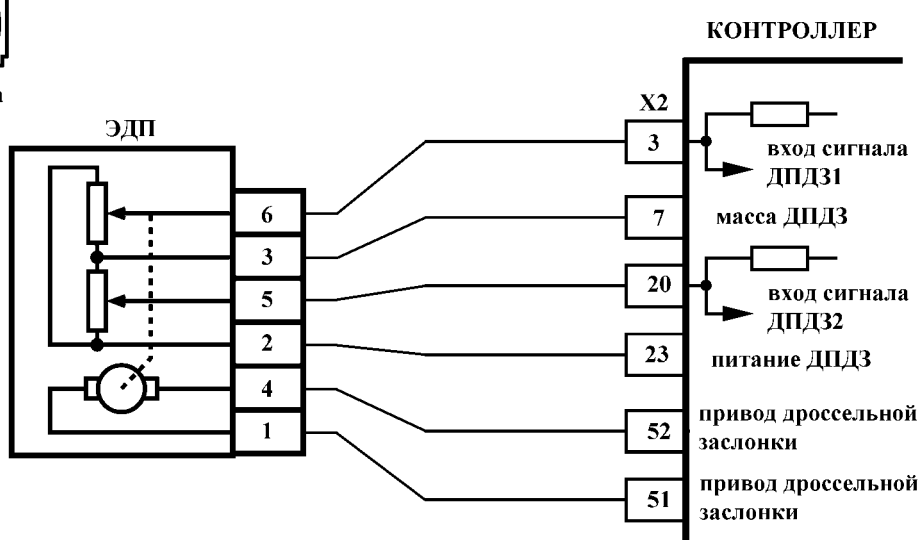 КОНТРОЛЛЕР
X2
ЭДП
3
вход сигнала
ДПДЗ1
6
7
масса ДПДЗ
3
5
20
вход сигнала
ДПДЗ2
2
23
питание ДПДЗ
4
52
привод дроссельной
заслонки
1
51
привод дроссельной
заслонки